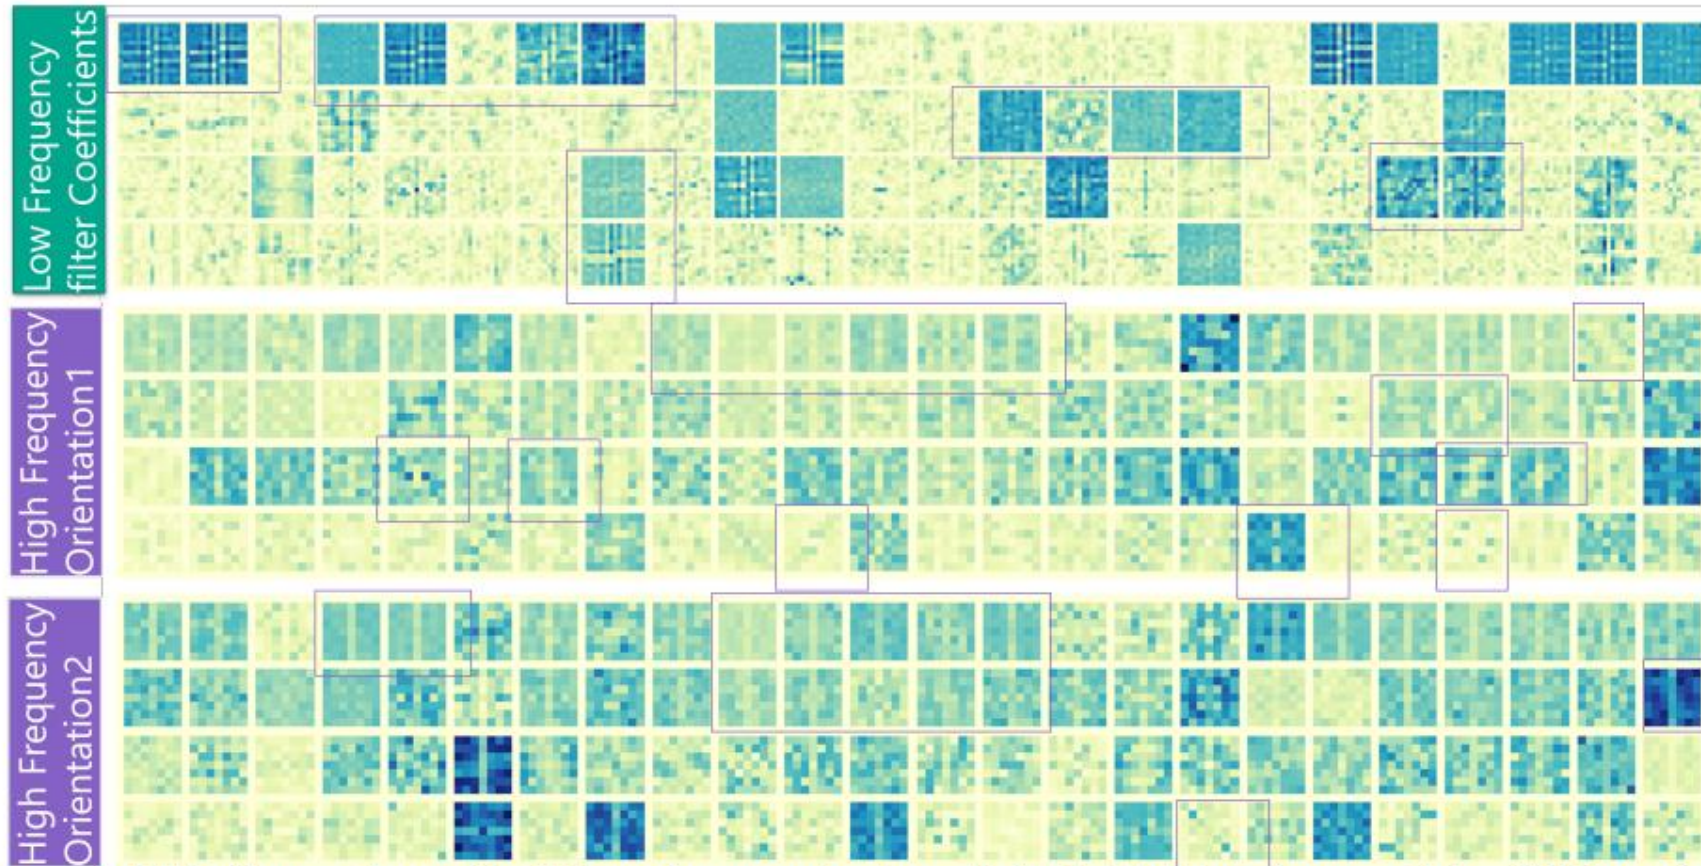 Low Frequency
filter Coefficients
High Frequency
Orientation1
High Frequency
Orientation2